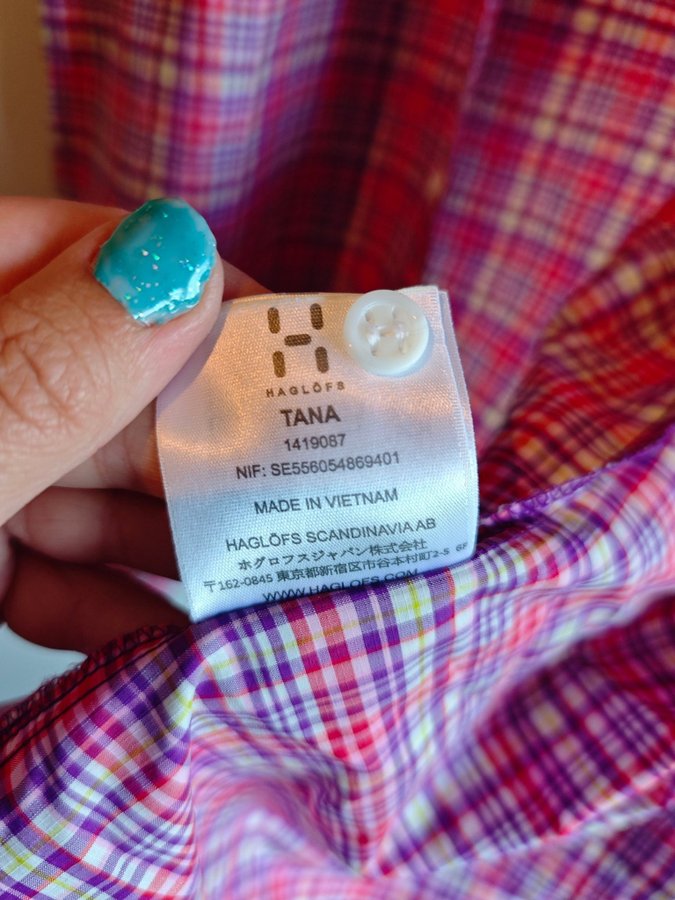 HAGLÖFS
TANA
1419087
NIF: SE556054869401
MADE IN VIETNAM
HAGLÖFS SCANDINAVIA AB
ホグロフスジャパン株式会社
〒162-0845 東京都新宿区市谷本村町2-5 6F
WWW.HAGLOFS.COM